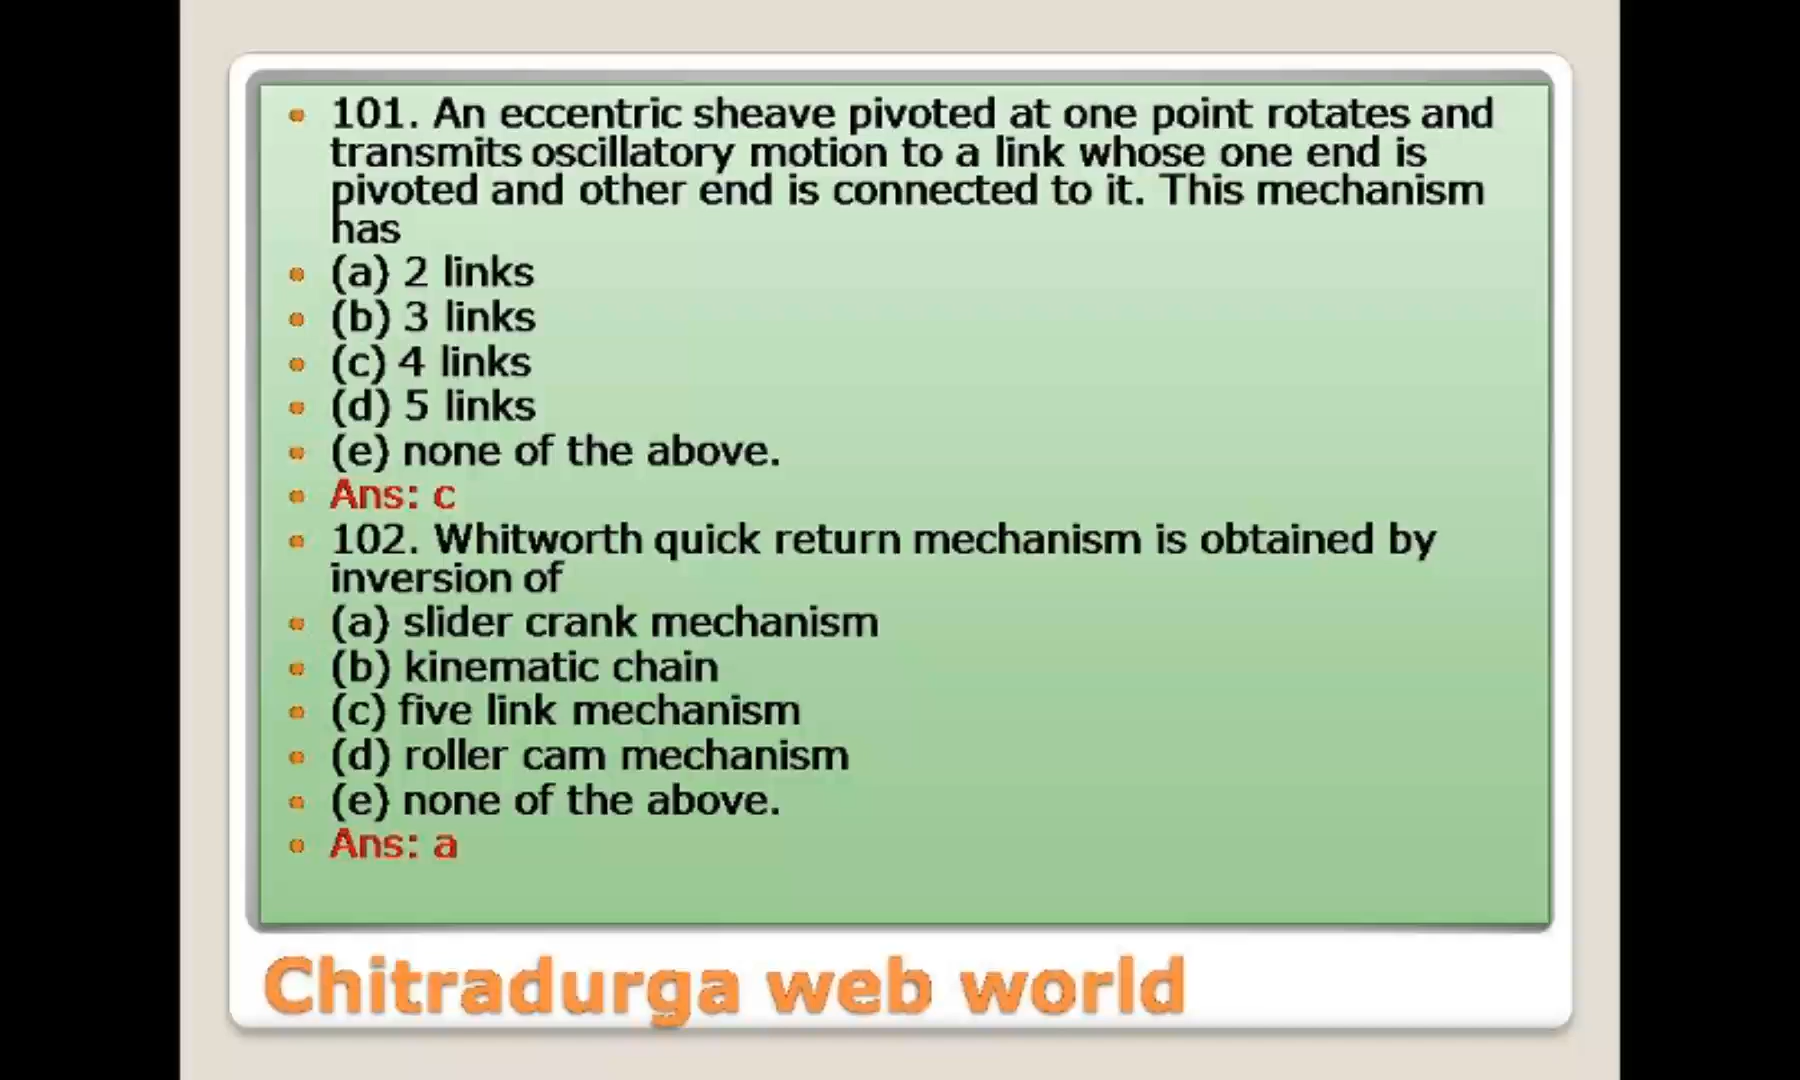 101. An eccentric sheave pivoted at one point rotates and
transmits oscillatory motion to a link whose one end is
pivoted and other end is connected to it. This mechanism
has
(a) 2 links
(b) 3 links
(c) 4 links
(d) 5 links
(e) none of the above.
Ans: c
102. Whitworth quick return mechanism is obtained by
inversion of
(a) slider crank mechanism
(b) kinematic chain
(c) five link mechanism
(d) roller cam mechanism
(e) none of the above.
Ans: a
Chitradurga web world